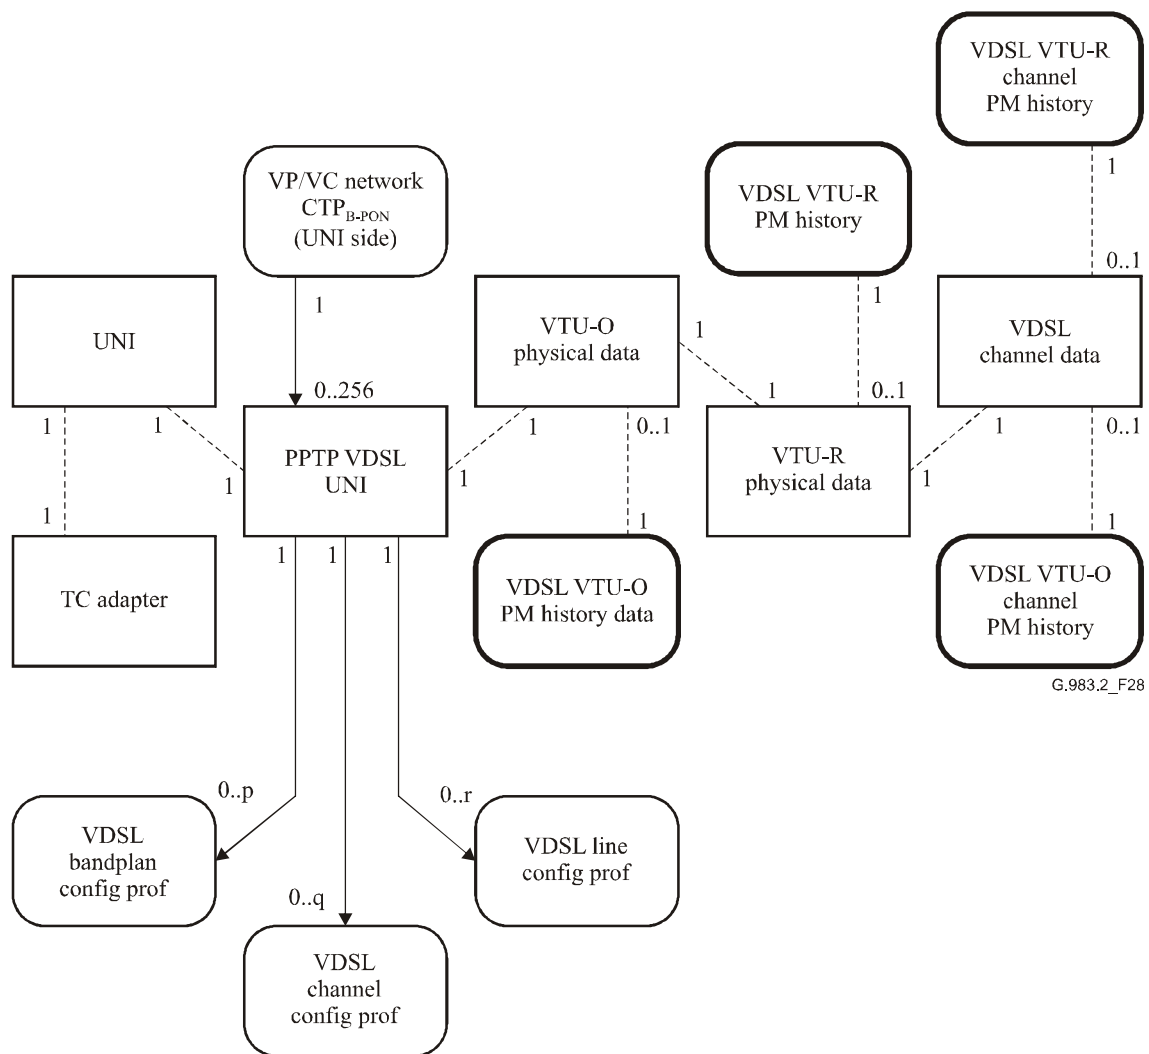 VDSL VTU-R
channel
PM history
1
0..1
VP/VC network
CTPB-PON
(UNI side)
1
0..256
VDSL VTU-R
PM history
1
0..1
UNI
1
1
VTU-O
physical data
1
1
0..1
VDSL
channel data
1
0..1
PPTP VDSL
UNI
1
1
1
1
1
VTU-R
physical data
1
1
1
TC adapter
1
VDSL VTU-O
PM history data
1
VDSL VTU-O
channel
PM history
G.983.2_F28
0..p
0..r
VDSL
bandplan
config prof
VDSL line
config prof
0..q
VDSL
channel
config prof